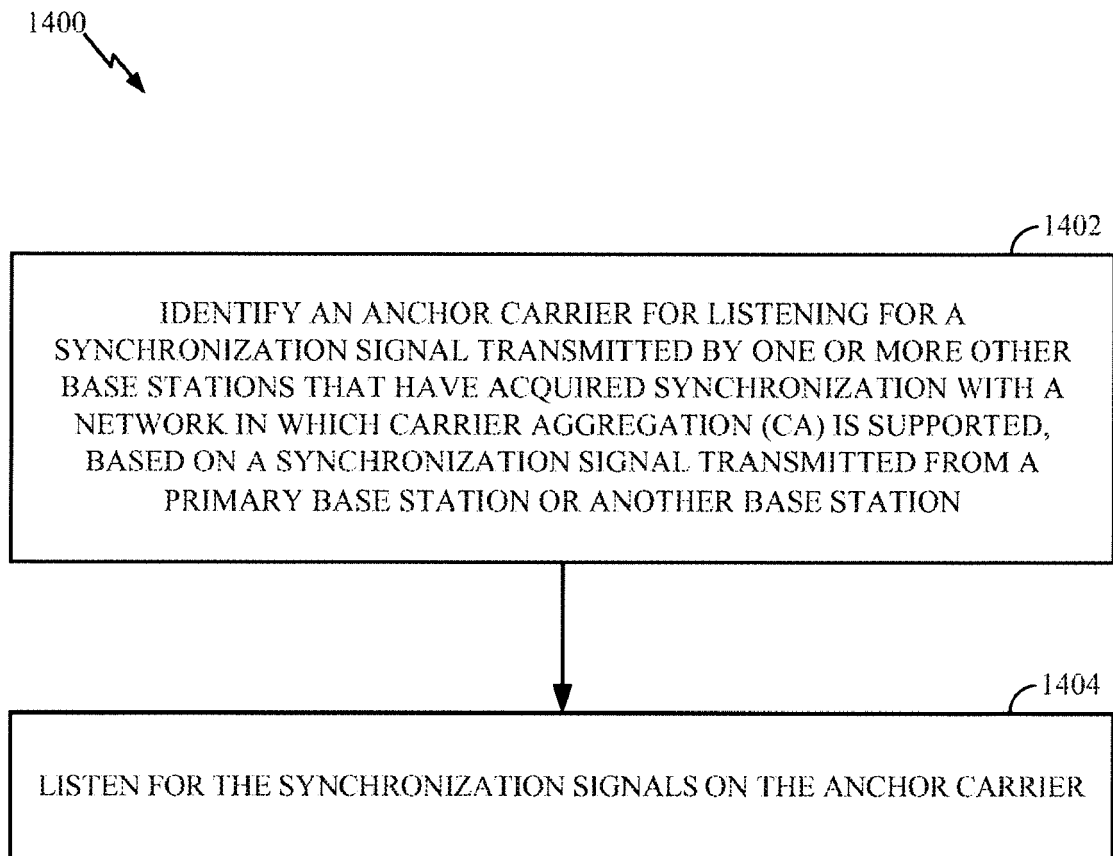 1400
1402
IDENTIFY AN ANCHOR CARRIER FOR LISTENING FOR A
SYNCHRONIZATION SIGNAL TRANSMITTED BY ONE OR MORE OTHER
BASE STATIONS THAT HAVE ACQUIRED SYNCHRONIZATION WITH A
NETWORK IN WHICH CARRIER AGGREGATION (CA) IS SUPPORTED,
BASED ON A SYNCHRONIZATION SIGNAL TRANSMITTED FROM A
PRIMARY BASE STATION OR ANOTHER BASE STATION
1404
LISTEN FOR THE SYNCHRONIZATION SIGNALS ON THE ANCHOR CARRIER